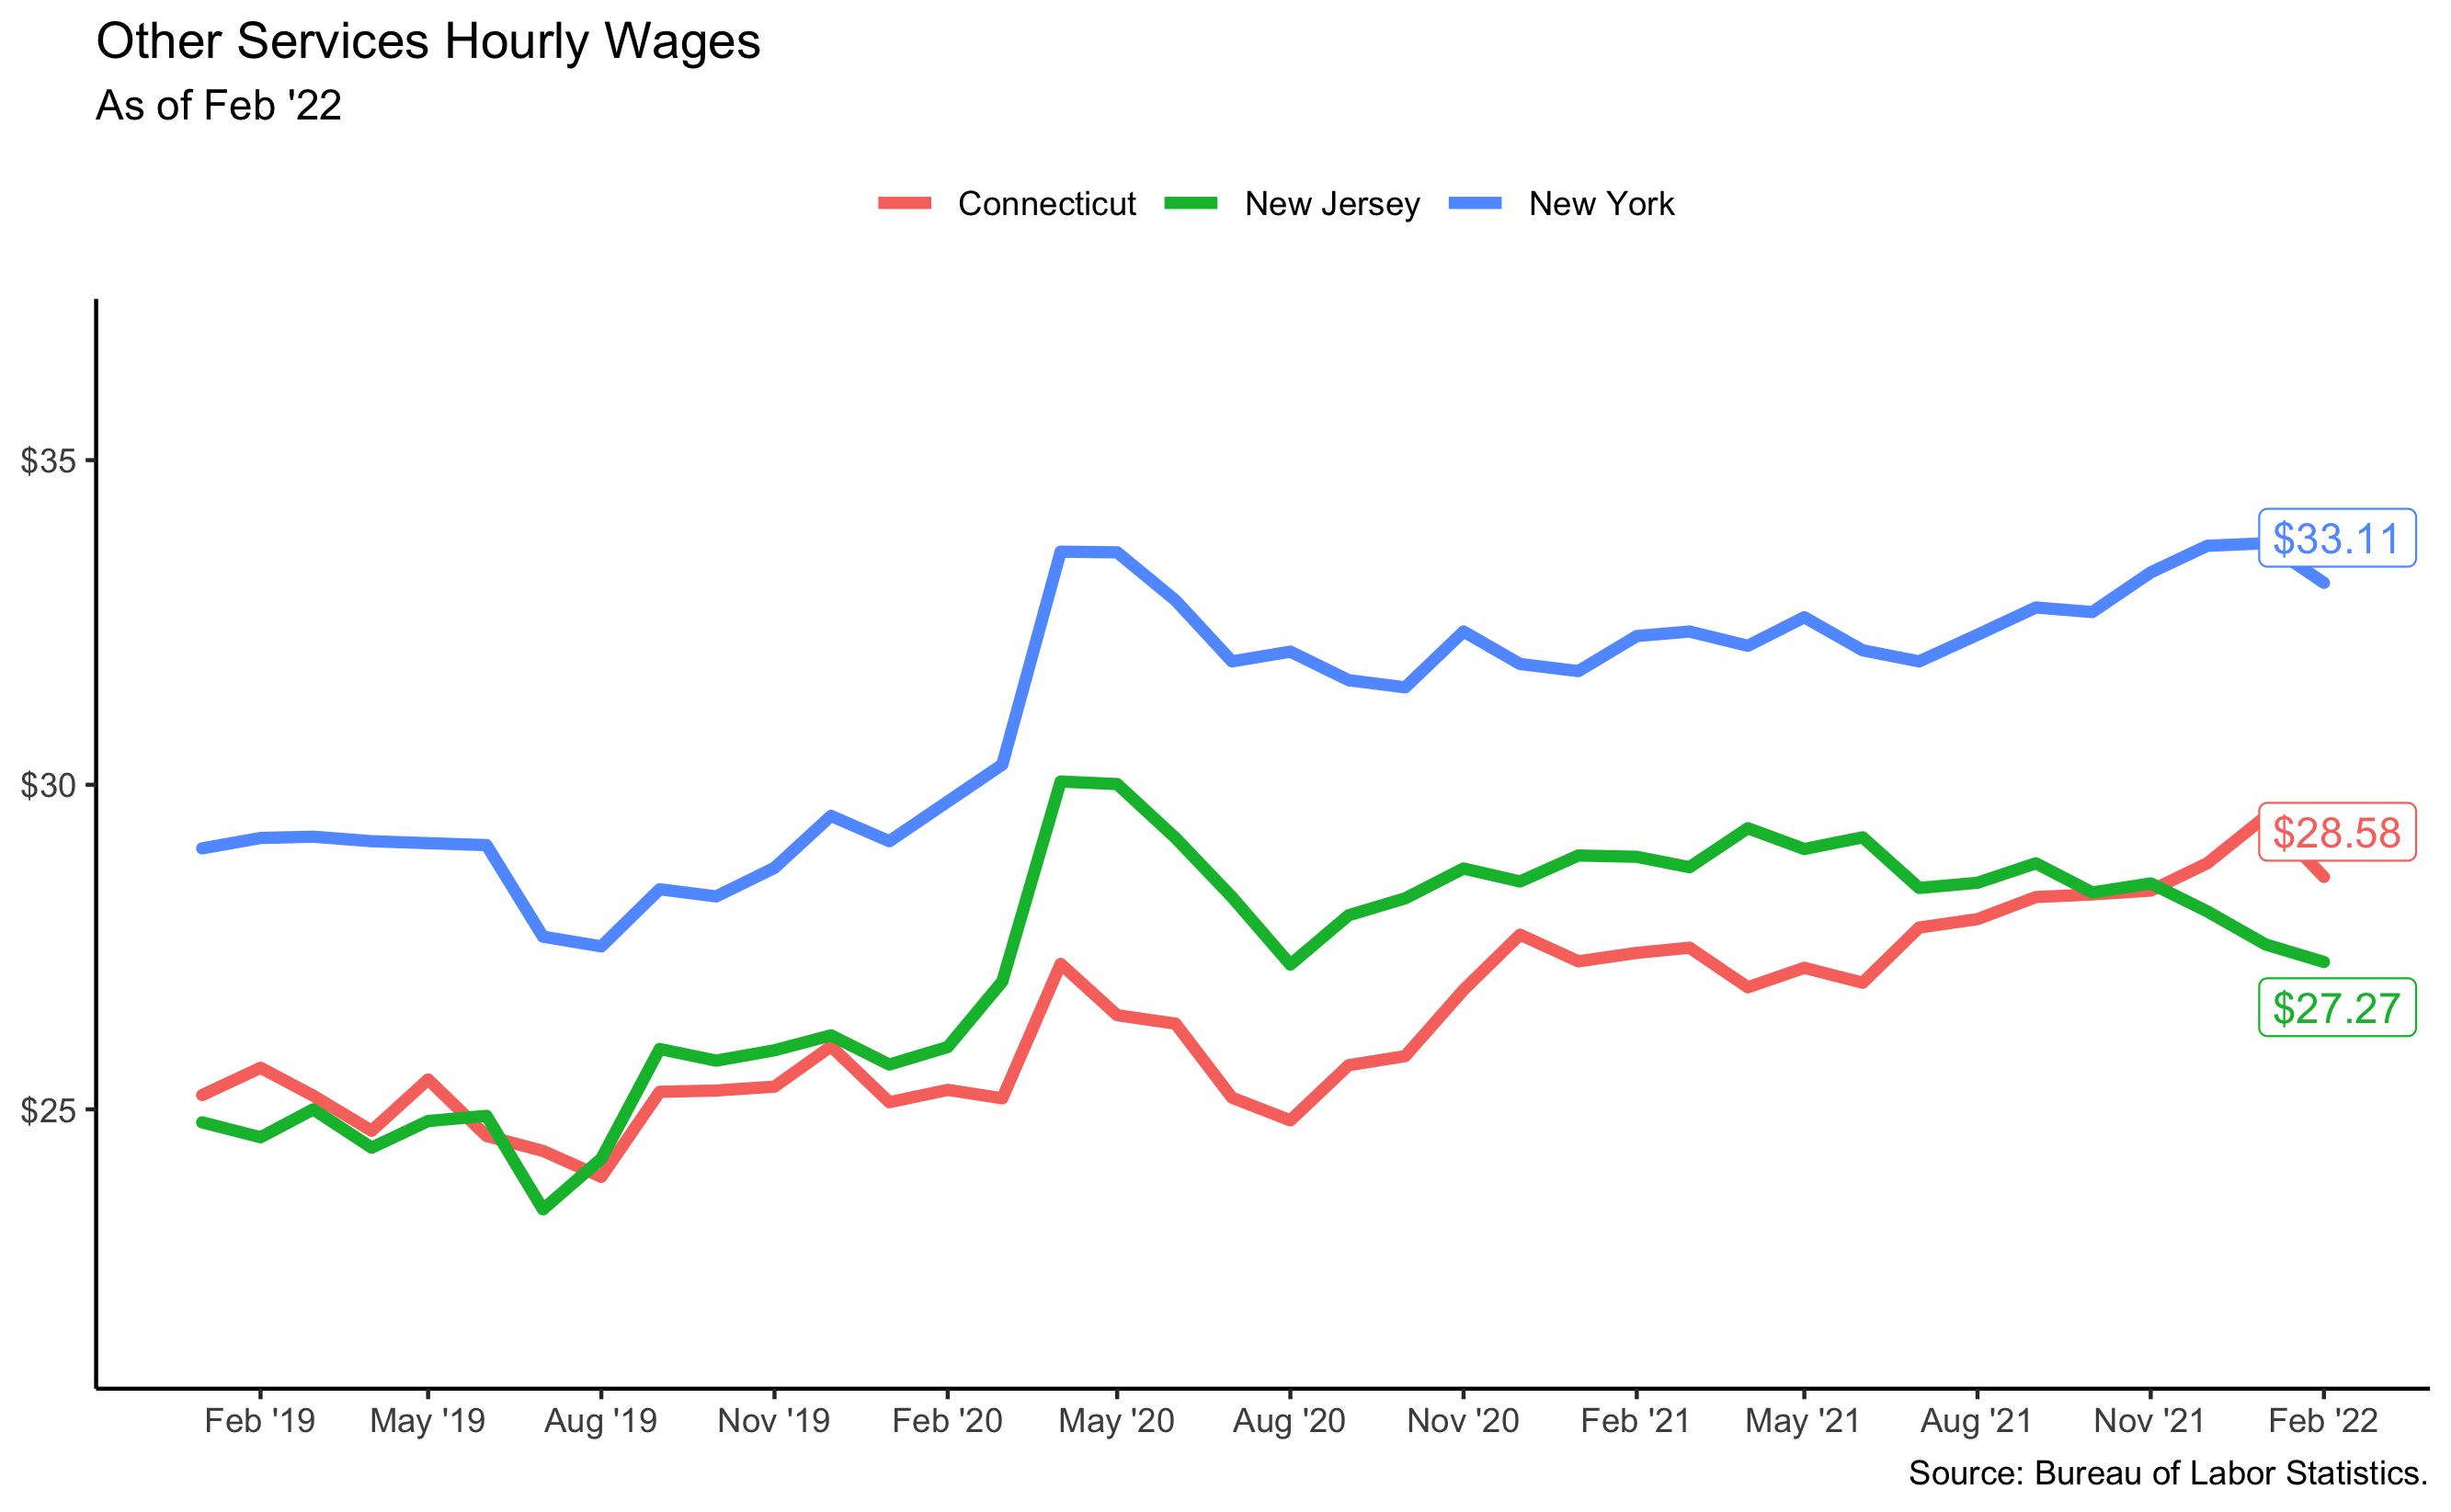 Other Services Hourly Wages
As of Feb '22
Connecticut New Jersey New York
$35
$30
$25
$33.11
$28.58
$27.27
Feb '19 May '19 Aug '19 Nov '19 Feb '20 May '20 Aug '20 Nov '20 Feb '21 May '21 Aug '21 Nov '21 Feb '22
Source: Bureau of Labor Statistics.